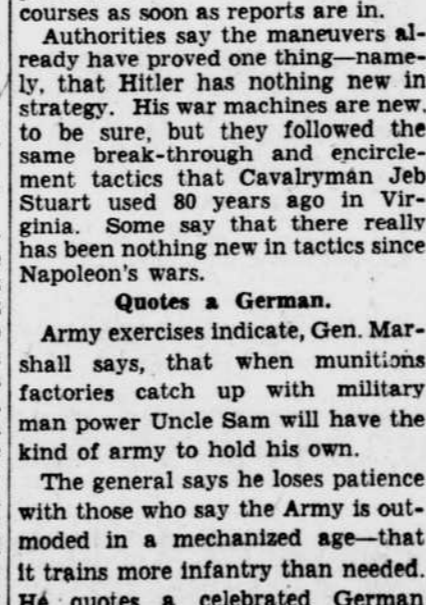 courses as soon as reports are in.
Authorities say the maneuvers al-
ready have proved one thing—name-
ly, that Hitler has nothing new in
strategy. His war machines are new,
to be sure, but they followed the
same break-through and encircle-
ment tactics that Cavalryman Jeb
Stuart used 80 years ago in Vir-
ginia. Some say that there really
has been nothing new in tactics since
Napoleon's wars.
Quotes a German.
Army exercises indicate, Gen. Mar-
shall says, that when munitions
factories catch up with military
man power Uncle Sam will have the
kind of army to hold his own.
The general says he loses patience
with those who say the Army is out-
moded in a mechanized age—that
it trains more infantry than needed.
He quotes a celebrated German